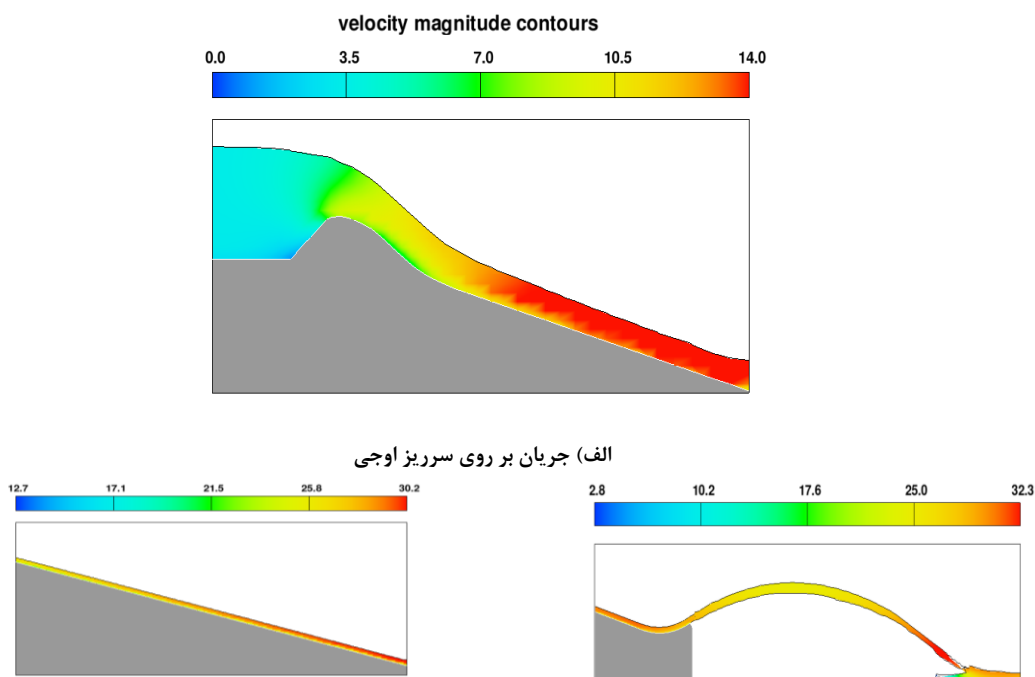 velocity magnitude contours
0.0 3.5 7.0 10.5 14.0
الف) جریان بر روی سرریز اوجی
12.7 17.1 21.5 25.8 30.2
2.8 10.2 17.6 25.0 32.3